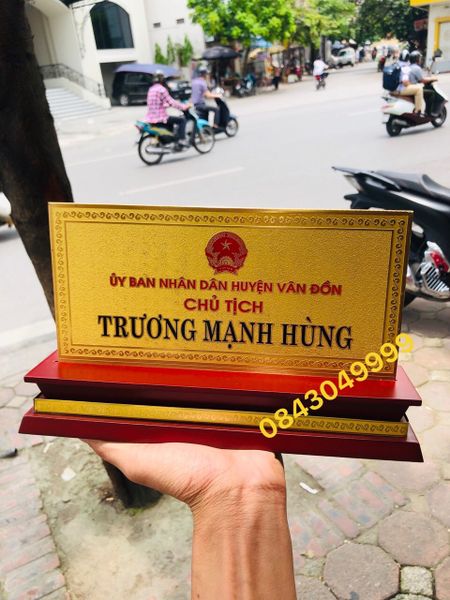 ỦY BAN NHÂN DÂN HUYỆN VÂN ĐỒN
CHỦ TỊCH
TRƯƠNG MẠNH HÙNG
0843049999